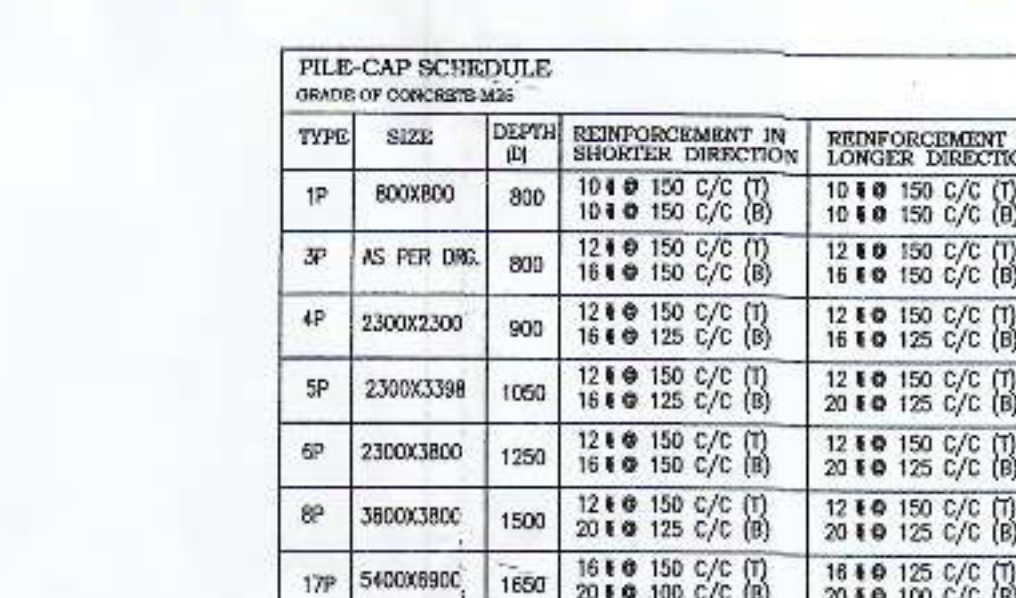 PILE-CAP SCHEDULE
GRADE OF CONCRETE-M25
TYPE SIZE DEPTH (D) REINFORCEMENT IN SHORTER DIRECTION REINFORCEMENT LONGER DIRECTIO
1P 800X800 800 10 Φ @ 150 C/C (T) 10 Φ @ 150 C/C (T)
10 Φ @ 150 C/C (B) 10 Φ @ 150 C/C (B)
3P AS PER DRG. 800 12 Φ @ 150 C/C (T) 12 Φ @ 150 C/C (T)
16 Φ @ 150 C/C (B) 16 Φ @ 150 C/C (B)
4P 2300X2300 900 12 Φ @ 150 C/C (T) 12 Φ @ 150 C/C (T)
16 Φ @ 125 C/C (B) 16 Φ @ 125 C/C (B)
5P 2300X3398 1050 12 Φ @ 150 C/C (T) 12 Φ @ 150 C/C (T)
16 Φ @ 125 C/C (B) 20 Φ @ 125 C/C (B)
6P 2300X3800 1250 12 Φ @ 150 C/C (T) 12 Φ @ 150 C/C (T)
16 Φ @ 150 C/C (B) 20 Φ @ 125 C/C (B)
8P 3800X3800 1500 12 Φ @ 150 C/C (T) 12 Φ @ 150 C/C (T)
20 Φ @ 125 C/C (B) 20 Φ @ 125 C/C (B)
17P 5400X6900 1650 16 Φ @ 150 C/C (T) 16 Φ @ 125 C/C (T)
20 Φ @ 100 C/C (B) 20 Φ @ 100 C/C (B)